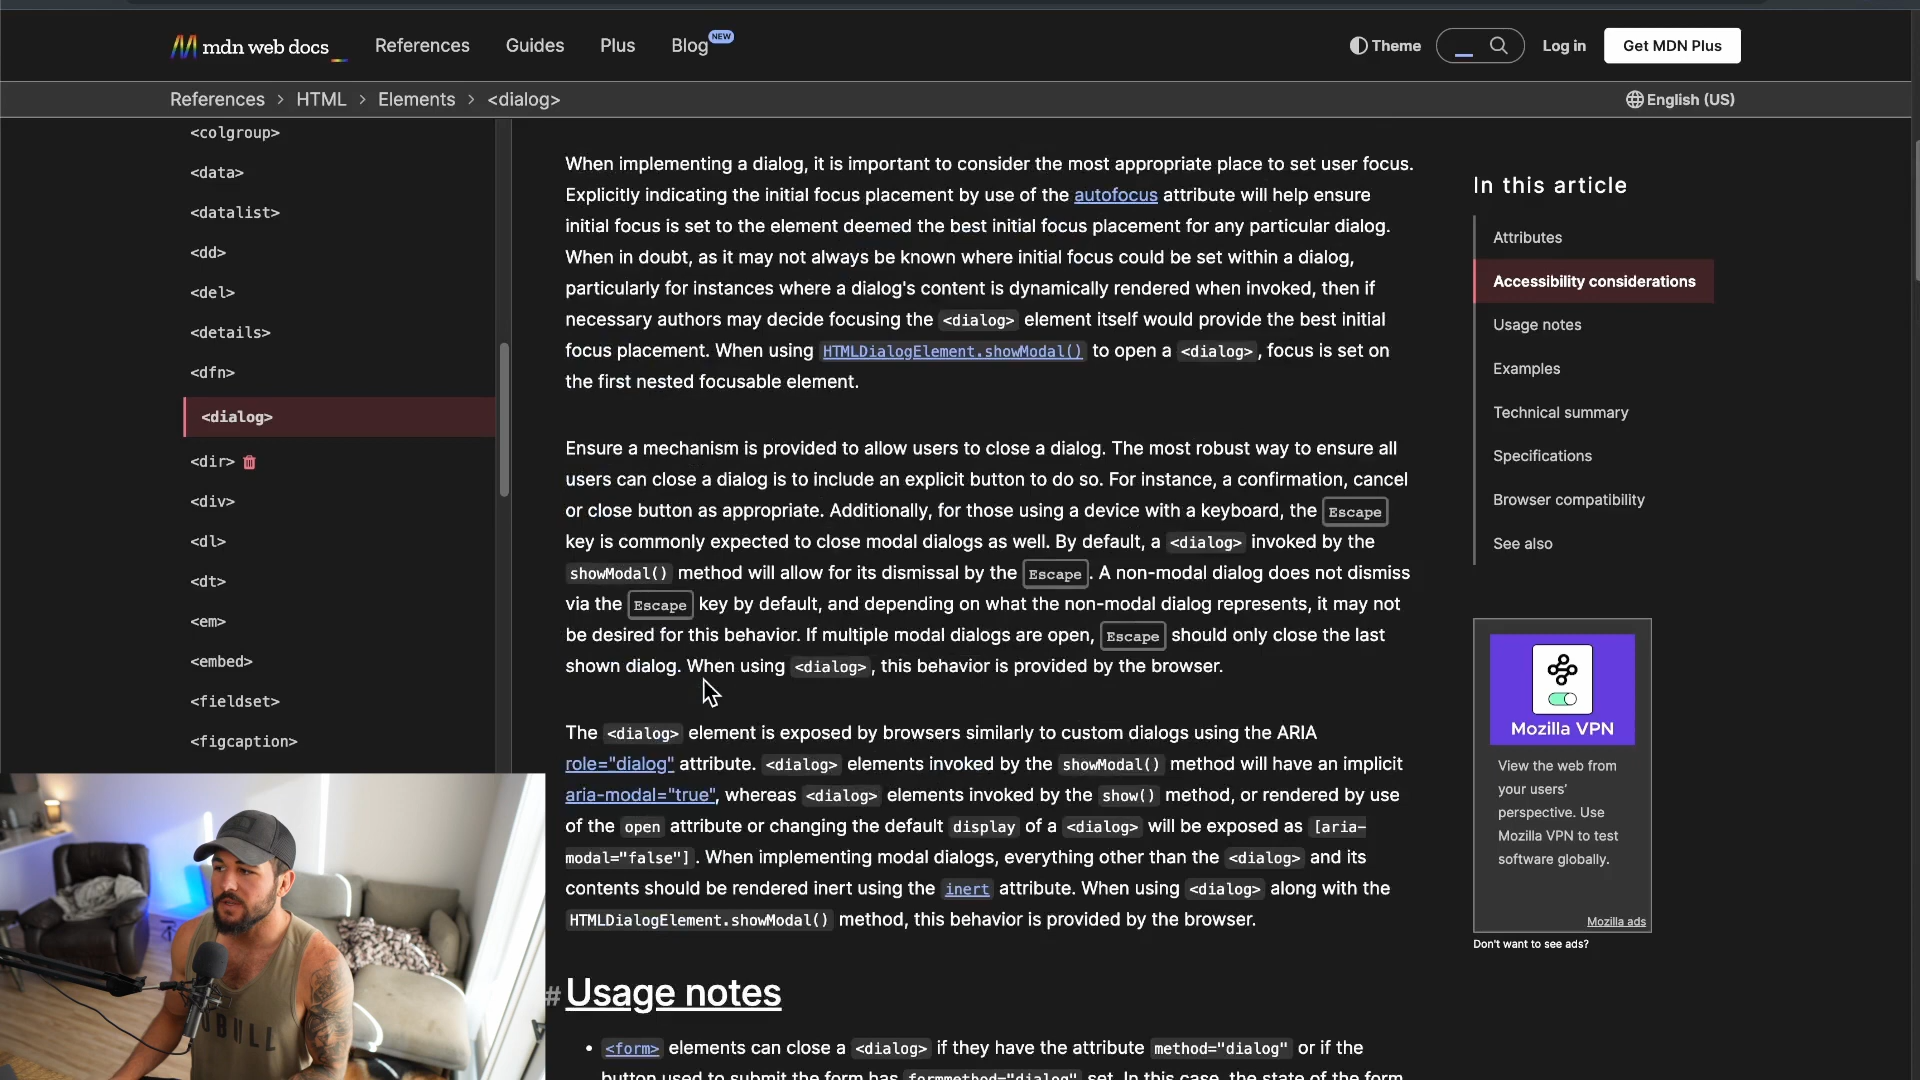 mdn web docs
References Guides Plus Blog NEW Theme Log in Get MDN Plus
References > HTML > Elements > <dialog> English (US)
<colgroup>
<data>
<datalist>
<dd>
<del>
<details>
<dfn>
<dialog>
<dir>
<div>
<dl>
<dt>
<em>
<embed>
<fieldset>
<figcaption>
When implementing a dialog, it is important to consider the most appropriate place to set user focus.
Explicitly indicating the initial focus placement by use of the autofocus attribute will help ensure
initial focus is set to the element deemed the best initial focus placement for any particular dialog.
When in doubt, as it may not always be known where initial focus could be set within a dialog,
particularly for instances where a dialog's content is dynamically rendered when invoked, then if
necessary authors may decide focusing the <dialog> element itself would provide the best initial
focus placement. When using HTMLDialogElement.showModal() to open a <dialog>, focus is set on
the first nested focusable element.
Ensure a mechanism is provided to allow users to close a dialog. The most robust way to ensure all
users can close a dialog is to include an explicit button to do so. For instance, a confirmation, cancel
or close button as appropriate. Additionally, for those using a device with a keyboard, the Escape
key is commonly expected to close modal dialogs as well. By default, a <dialog> invoked by the
showModal() method will allow for its dismissal by the Escape. A non-modal dialog does not dismiss
via the Escape key by default, and depending on what the non-modal dialog represents, it may not
be desired for this behavior. If multiple modal dialogs are open, Escape should only close the last
shown dialog. When using <dialog>, this behavior is provided by the browser.
The <dialog> element is exposed by browsers similarly to custom dialogs using the ARIA
role="dialog" attribute. <dialog> elements invoked by the showModal() method will have an implicit
aria-modal="true", whereas <dialog> elements invoked by the show() method, or rendered by use
of the open attribute or changing the default display of a <dialog> will be exposed as [aria-
modal="false"]. When implementing modal dialogs, everything other than the <dialog> and its
contents should be rendered inert using the inert attribute. When using <dialog> along with the
HTMLDialogElement.showModal() method, this behavior is provided by the browser.
# Usage notes
• <form> elements can close a <dialog> if they have the attribute method="dialog" or if the
button used to submit the form has formmethod="dialog" set. In this case, the state of the form
In this article
Attributes
Accessibility considerations
Usage notes
Examples
Technical summary
Specifications
Browser compatibility
See also
Mozilla VPN
View the web from
your users'
perspective. Use
Mozilla VPN to test
software globally.
Mozilla ads
Don't want to see ads?